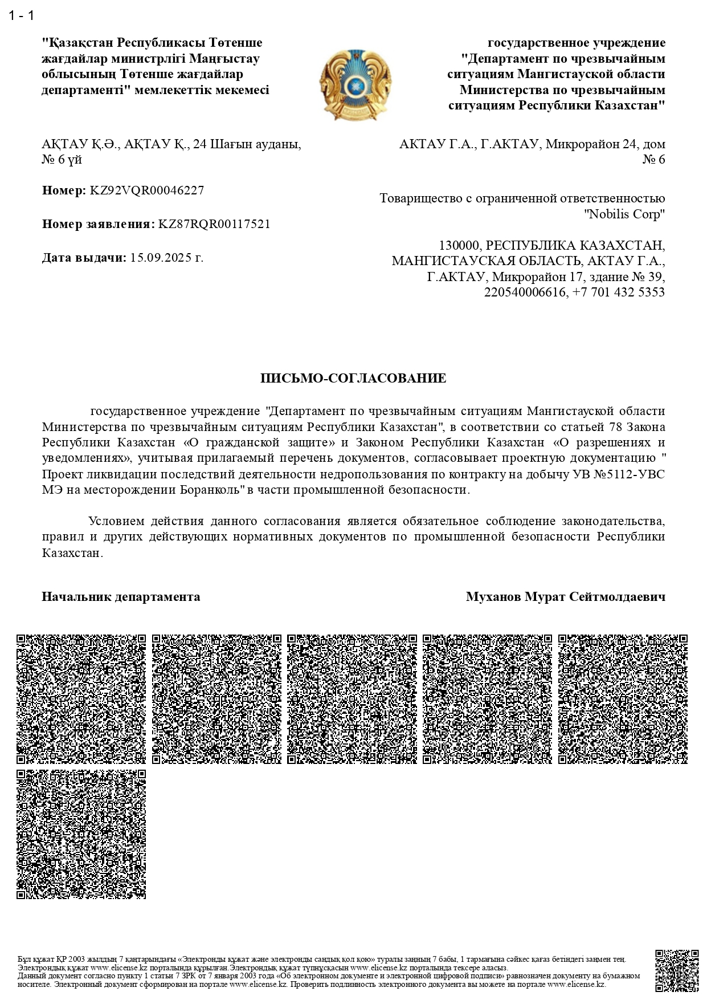 1 - 1
"Қазақстан Республикасы Төтенше
жағдайлар министрлігі Маңғыстау
облысының Төтенше жағдайлар
департаменті" мемлекеттік мекемесі
государственное учреждение
"Департамент по чрезвычайным
ситуациям Мангистауской области
Министерства по чрезвычайным
ситуациям Республики Казахстан"
АҚТАУ Қ.Ә., АҚТАУ Қ., 24 Шағын ауданы,
№ 6 үй
АКТАУ Г.А., Г.АКТАУ, Микрорайон 24, дом
№ 6
Номер: KZ92VQR00046227
Номер заявления: KZ87RQR00117521
Дата выдачи: 15.09.2025 г.
Товарищество с ограниченной ответственностью
"Nobilis Corp"
130000, РЕСПУБЛИКА КАЗАХСТАН,
МАНГИСТАУСКАЯ ОБЛАСТЬ, АКТАУ Г.А.,
Г.АКТАУ, Микрорайон 17, здание № 39,
220540006616, +7 701 432 5353
ПИСЬМО-СОГЛАСОВАНИЕ
государственное учреждение "Департамент по чрезвычайным ситуациям Мангистауской области
Министерства по чрезвычайным ситуациям Республики Казахстан", в соответствии со статьей 78 Закона
Республики Казахстан «О гражданской защите» и Законом Республики Казахстан «О разрешениях и
уведомлениях», учитывая прилагаемый перечень документов, согласовывает проектную документацию "
Проект ликвидации последствий деятельности недропользования по контракту на добычу УВ №5112-УВС
МЭ на месторождении Боранколь" в части промышленной безопасности.
Условием действия данного согласования является обязательное соблюдение законодательства,
правил и других действующих нормативных документов по промышленной безопасности Республики
Казахстан.
Начальник департамента
Муханов Мурат Сейтмолдаевич
Бұл құжат ҚР 2003 жылдың 7 қаңтарындағы «Электронды құжат және электронды сандық қол қою» туралы заңның 7 бабы, 1 тармағына сәйкес қағаз бетіндегі заңмен тең.
Электрондық құжат www.elicense.kz порталында құрылған.Электрондық құжат түпнұсқасын www.elicense.kz порталында тексере аласыз.
Данный документ согласно пункту 1 статьи 7 ЗРК от 7 января 2003 года «Об электронном документе и электронной цифровой подписи» равнозначен документу на бумажном
носителе. Электронный документ сформирован на портале www.elicense.kz. Проверить подлинность электронного документа вы можете на портале www.elicense.kz.